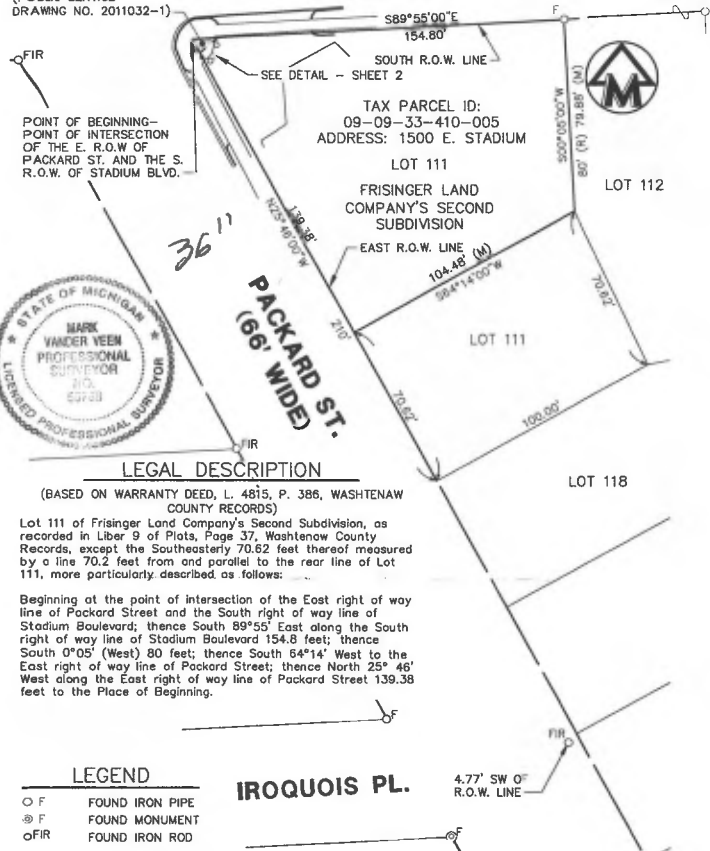 DRAWING NO. 2011032-1)
S89°55'00"E
154.80'
F
FIR
SOUTH R.O.W. LINE
SEE DETAIL - SHEET 2
POINT OF BEGINNING-
POINT OF INTERSECTION
OF THE E. R.O.W OF
PACKARD ST. AND THE S.
R.O.W. OF STADIUM BLVD.
TAX PARCEL ID:
09-09-33-410-005
ADDRESS: 1500 E. STADIUM
LOT 111
FRISINGER LAND
COMPANY'S SECOND
SUBDIVISION
S00°05'00"W
80' (R) 79.88' (M)
M
LOT 112
139.38'
N25°46'00"W
EAST R.O.W. LINE
104.48' (M)
S64°14'00"W
36"
PACKARD ST.
(66' WIDE)
210'
LOT 111
70.62'
70.62'
100.00'
LOT 118
STATE OF MICHIGAN
MARK
VANDER VEEN
PROFESSIONAL
SURVEYOR
NO.
LICENSED PROFESSIONAL SURVEYOR
FIR
LEGAL DESCRIPTION
(BASED ON WARRANTY DEED, L. 4815, P. 386, WASHTENAW
COUNTY RECORDS)
Lot 111 of Frisinger Land Company's Second Subdivision, as
recorded in Liber 9 of Plats, Page 37, Washtenaw County
Records, except the Southeasterly 70.62 feet thereof measured
by a line 70.2 feet from and parallel to the rear line of Lot
111, more particularly described as follows:
Beginning at the point of intersection of the East right of way
line of Packard Street and the South right of way line of
Stadium Boulevard; thence South 89°55' East along the South
right of way line of Stadium Boulevard 154.8 feet; thence
South 0°05' (West) 80 feet; thence South 64°14' West to the
East right of way line of Packard Street; thence North 25° 46'
West along the East right of way line of Packard Street 139.38
feet to the Place of Beginning.
F
FIR
4.77' SW OF
R.O.W. LINE
IROQUOIS PL.
F
LEGEND
F FOUND IRON PIPE
F FOUND MONUMENT
FIR FOUND IRON ROD